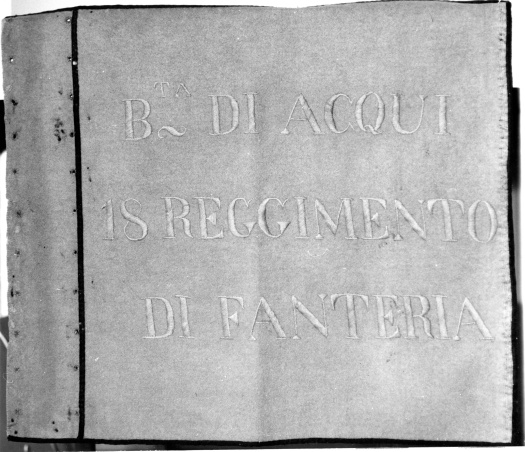 BTA DI ACQUI
18 REGGIMENTO
DI FANTERIA